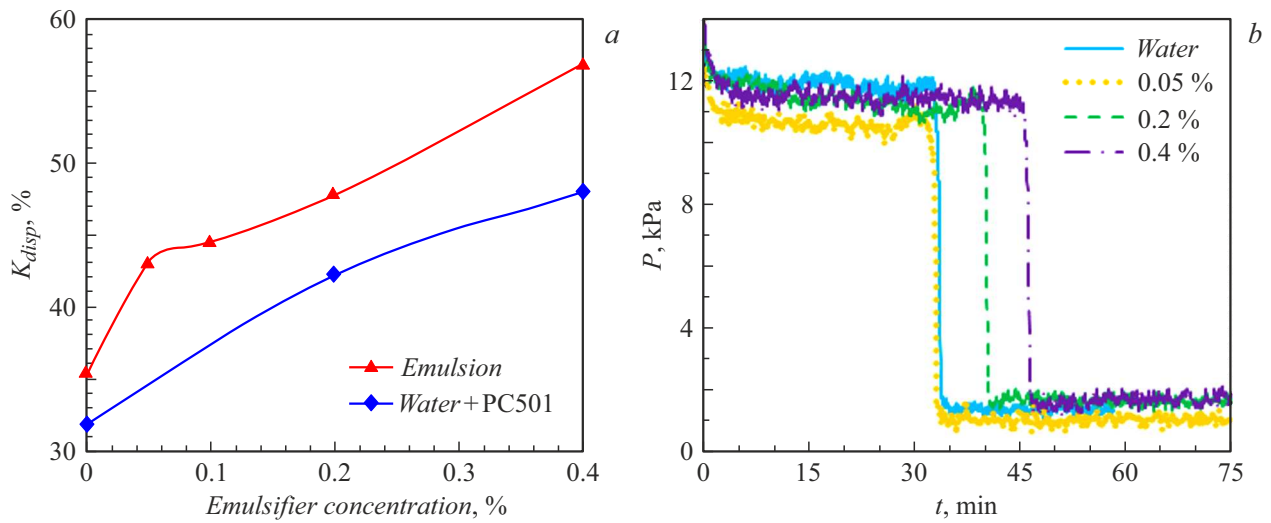 a
60
50
40
30
K_disp, %
Emulsion
Water + PC501
0
0.1
0.2
0.3
0.4
Emulsifier concentration, %
b
12
8
4
0
P, kPa
Water
0.05 %
0.2 %
0.4 %
0
15
30
45
60
75
t, min